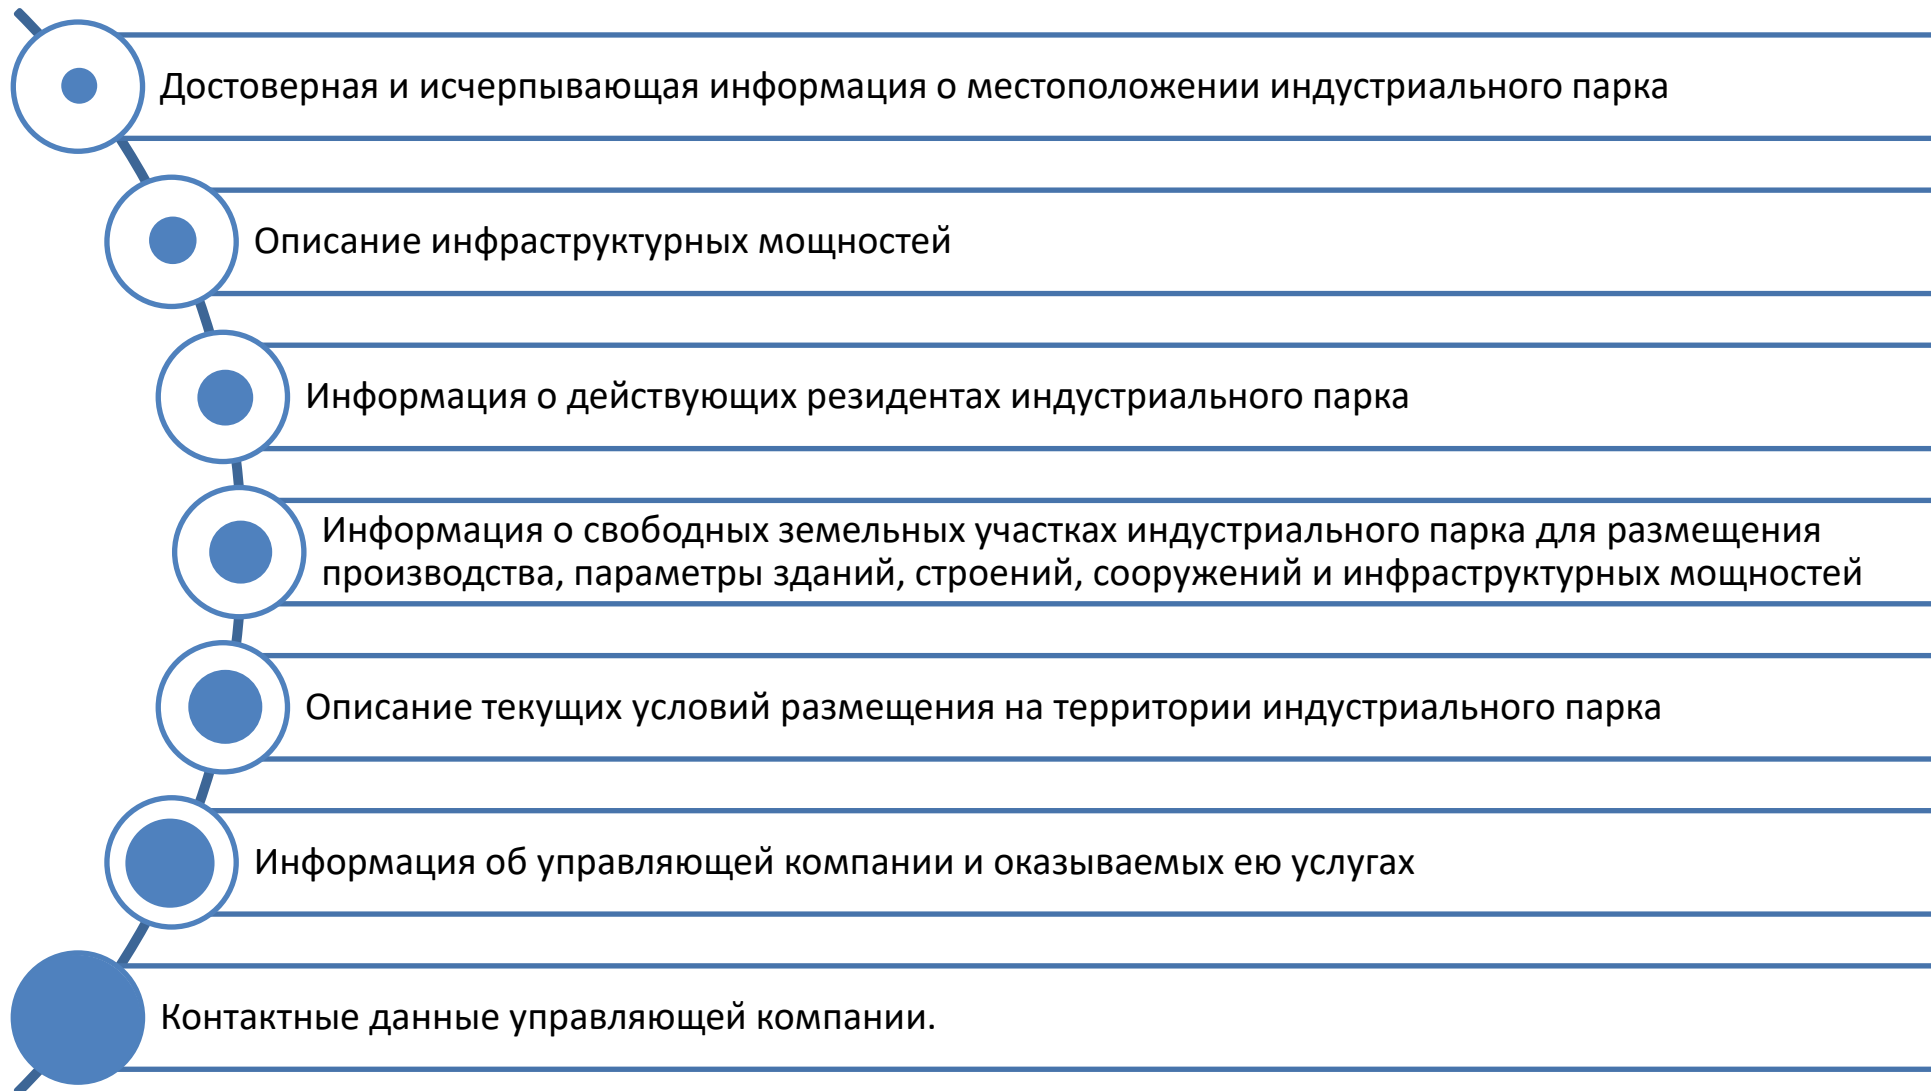 Достоверная и исчерпывающая информация о местоположении индустриального парка
Описание инфраструктурных мощностей
Информация о действующих резидентах индустриального парка
Информация о свободных земельных участках индустриального парка для размещения
производства, параметры зданий, строений, сооружений и инфраструктурных мощностей
Описание текущих условий размещения на территории индустриального парка
Информация об управляющей компании и оказываемых ею услугах
Контактные данные управляющей компании.